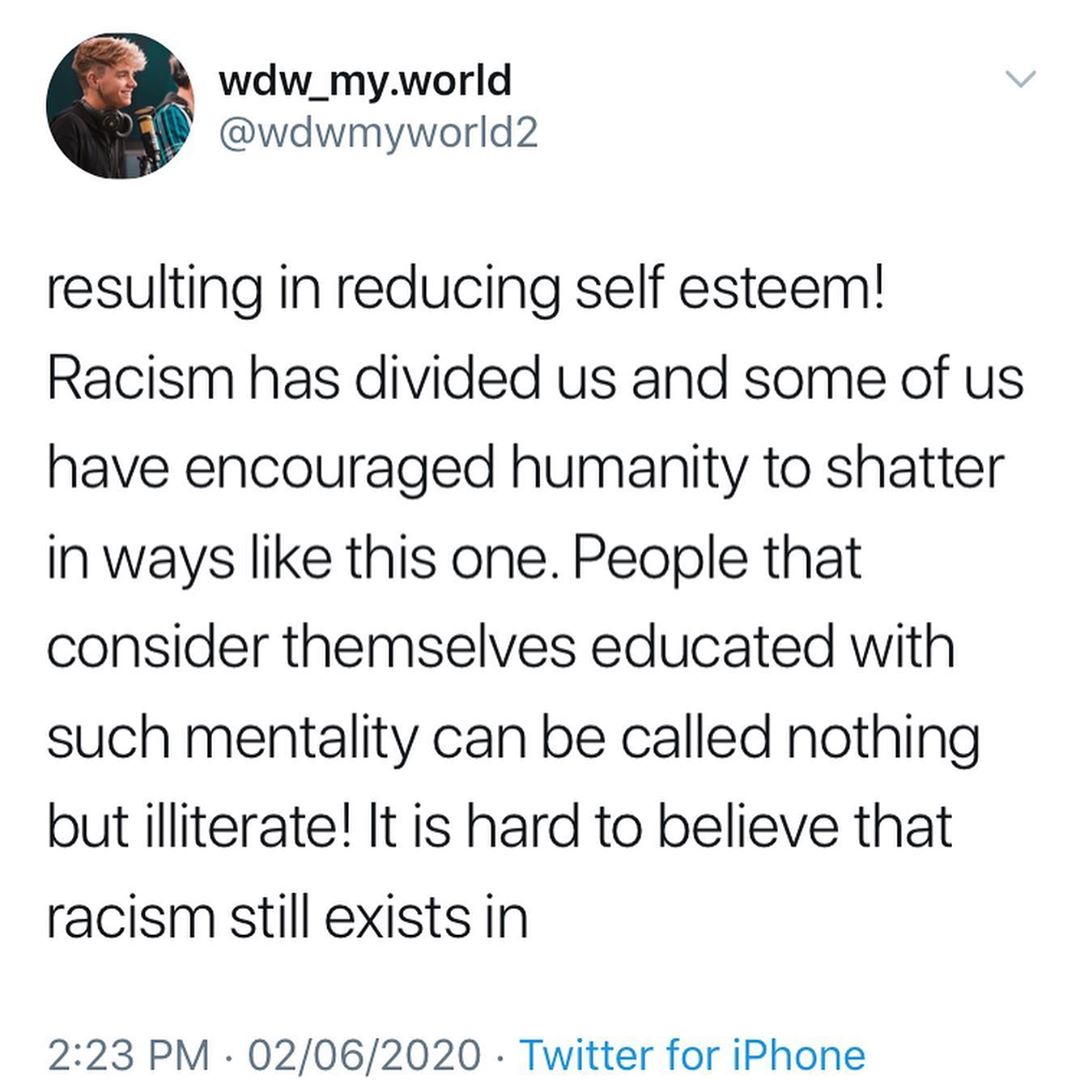 wdw_my.world
@wdwmyworld2
resulting in reducing self esteem!
Racism has divided us and some of us
have encouraged humanity to shatter
in ways like this one. People that
consider themselves educated with
such mentality can be called nothing
but illiterate! It is hard to believe that
racism still exists in
2:23 PM · 02/06/2020 · Twitter for iPhone